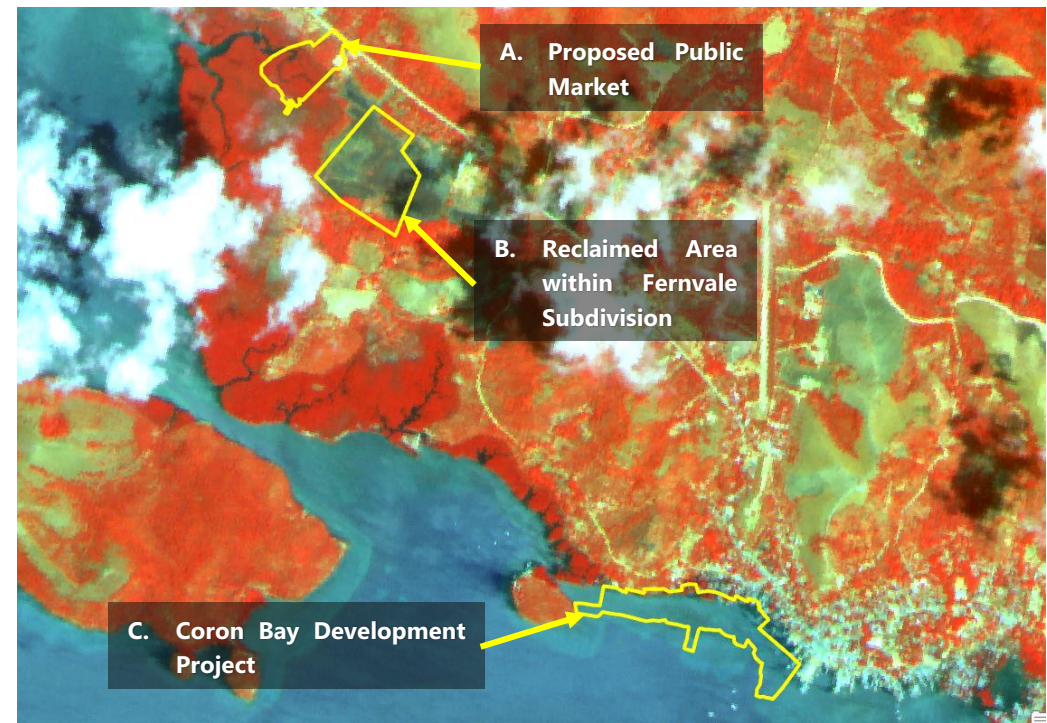 A. Proposed Public
Market
B. Reclaimed Area
within Fernvale
Subdivision
C. Coron Bay Development
Project